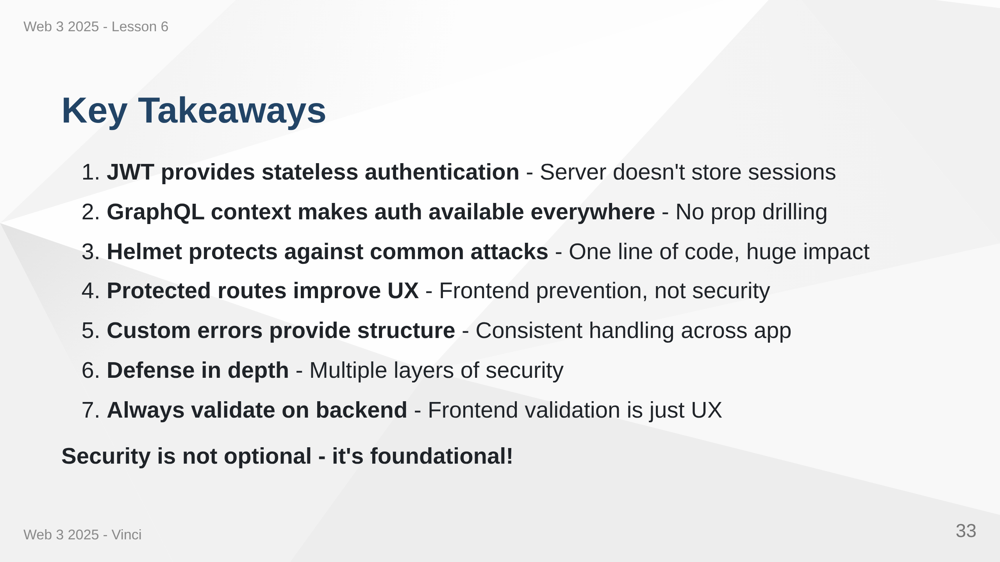 Web 3 2025 - Lesson 6
Key Takeaways
1. JWT provides stateless authentication - Server doesn't store sessions
2. GraphQL context makes auth available everywhere - No prop drilling
3. Helmet protects against common attacks - One line of code, huge impact
4. Protected routes improve UX - Frontend prevention, not security
5. Custom errors provide structure - Consistent handling across app
6. Defense in depth - Multiple layers of security
7. Always validate on backend - Frontend validation is just UX
Security is not optional - it's foundational!
Web 3 2025 - Vinci
33